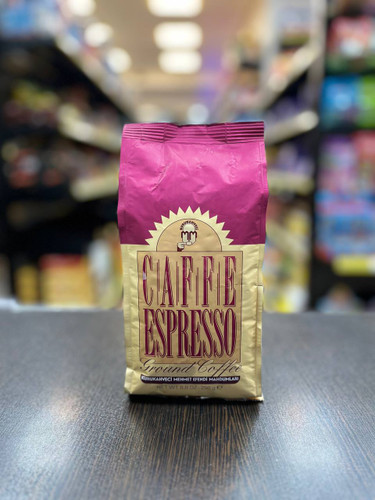 CAFFE
ESPRESSO
Ground Coffee
KURUKAHVECİ MEHMET EFENDİ MAHDUMLARI